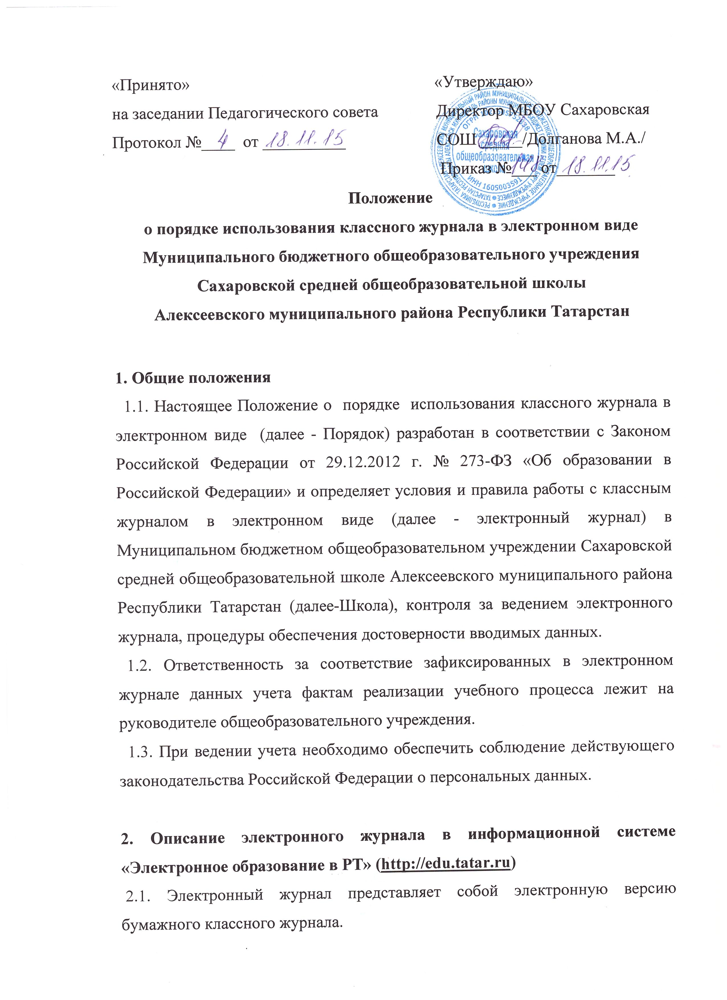 «Принято»
«Утверждаю»
на заседании Педагогического совета
Директор МБОУ Сахаровская
Протокол № 4 от 18.11.15
СОШ /Долганова М.А./
Приказ № 148 от 18.11.15
Сахаровская
средняя
общеобразовательная
школа
ИНН 1605003591
Положение
о порядке использования классного журнала в электронном виде
Муниципального бюджетного общеобразовательного учреждения
Сахаровской средней общеобразовательной школы
Алексеевского муниципального района Республики Татарстан
1. Общие положения
1.1. Настоящее Положение о порядке использования классного журнала в
электронном виде (далее - Порядок) разработан в соответствии с Законом
Российской Федерации от 29.12.2012 г. № 273-ФЗ «Об образовании в
Российской Федерации» и определяет условия и правила работы с классным
журналом в электронном виде (далее - электронный журнал) в
Муниципальном бюджетном общеобразовательном учреждении Сахаровской
средней общеобразовательной школе Алексеевского муниципального района
Республики Татарстан (далее-Школа), контроля за ведением электронного
журнала, процедуры обеспечения достоверности вводимых данных.
1.2. Ответственность за соответствие зафиксированных в электронном
журнале данных учета фактам реализации учебного процесса лежит на
руководителе общеобразовательного учреждения.
1.3. При ведении учета необходимо обеспечить соблюдение действующего
законодательства Российской Федерации о персональных данных.
2. Описание электронного журнала в информационной системе
«Электронное образование в РТ» (http://edu.tatar.ru)
2.1. Электронный журнал представляет собой электронную версию
бумажного классного журнала.